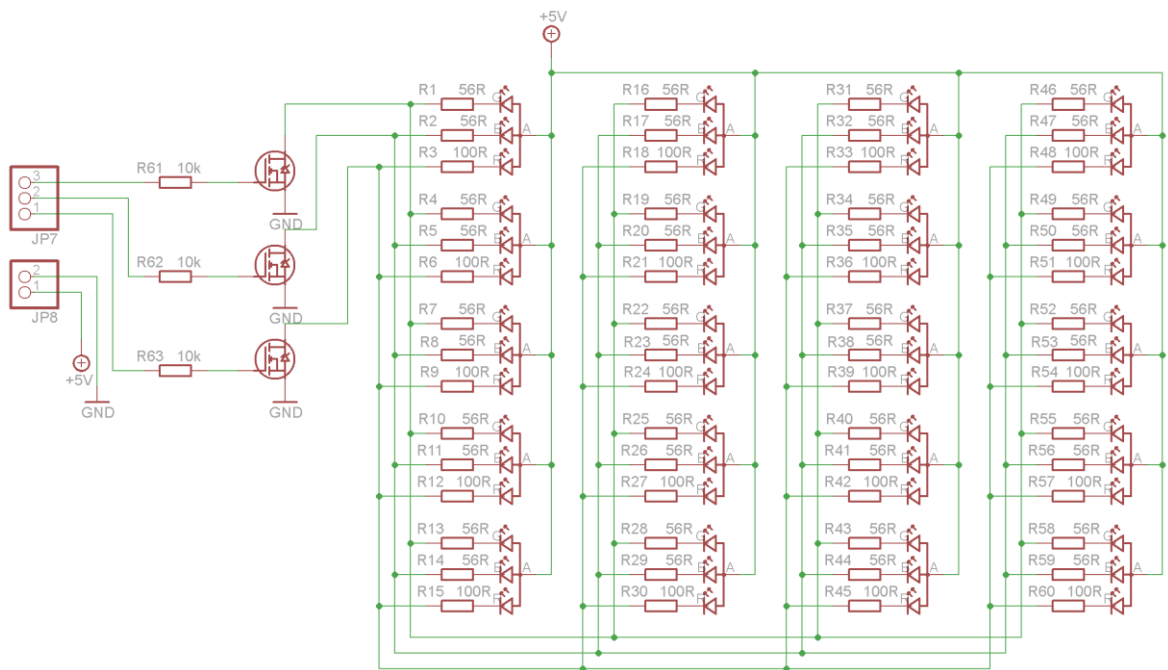 +5V
R1 56R G
R2 56R B A
R3 100R R
R16 56R G
R17 56R B A
R18 100R R
R31 56R G
R32 56R B A
R33 100R R
R46 56R G
R47 56R B A
R48 100R R
R61 10k
3
2
1
JP7
GND
R4 56R G
R5 56R B A
R6 100R R
R19 56R G
R20 56R B A
R21 100R R
R34 56R G
R35 56R B A
R36 100R R
R49 56R G
R50 56R B A
R51 100R R
R62 10k
2
1
JP8
GND
R7 56R G
R8 56R B A
R9 100R R
R22 56R G
R23 56R B A
R24 100R R
R37 56R G
R38 56R B A
R39 100R R
R52 56R G
R53 56R B A
R54 100R R
R63 10k
+5V
GND
GND
R10 56R G
R11 56R B A
R12 100R R
R25 56R G
R26 56R B A
R27 100R R
R40 56R G
R41 56R B A
R42 100R R
R55 56R G
R56 56R B A
R57 100R R
R13 56R G
R14 56R B A
R15 100R R
R28 56R G
R29 56R B A
R30 100R R
R43 56R G
R44 56R B A
R45 100R R
R58 56R G
R59 56R B A
R60 100R R